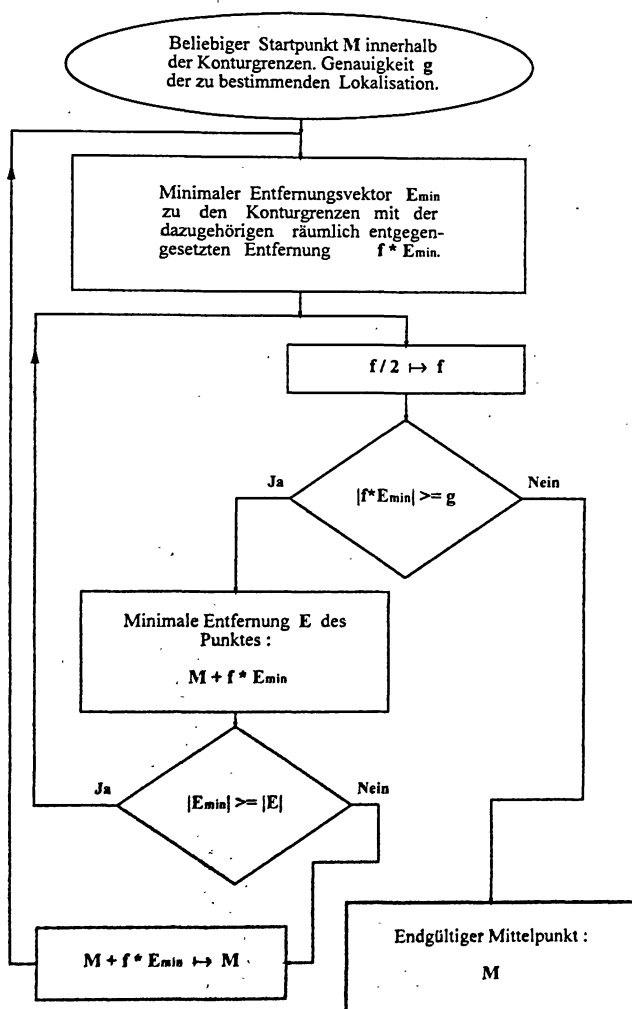 Beliebiger Startpunkt M innerhalb
der Konturgrenzen. Genauigkeit g
der zu bestimmenden Lokalisation.
Minimaler Entfernungsvektor Emin
zu den Konturgrenzen mit der
dazugehörigen räumlich entgegen-
gesetzten Entfernung f * Emin.
f / 2 ↦ f
Ja
|f*Emin| >= g
Nein
Minimale Entfernung E des
Punktes :
M + f * Emin
Ja
|Emin| >= |E|
Nein
M + f * Emin ↦ M
Endgültiger Mittelpunkt :
M